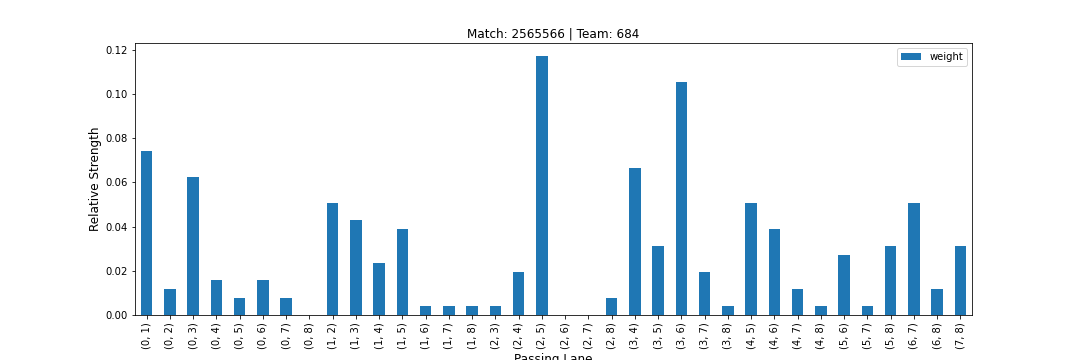 Match: 2565566 | Team: 684
weight
Relative Strength
0.12
0.10
0.08
0.06
0.04
0.02
0.00
(0, 1) (0, 2) (0, 3) (0, 4) (0, 5) (0, 6) (0, 7) (0, 8) (1, 2) (1, 3) (1, 4) (1, 5) (1, 6) (1, 7) (1, 8) (2, 3) (2, 4) (2, 5) (2, 6) (2, 7) (2, 8) (3, 4) (3, 5) (3, 6) (3, 7) (3, 8) (4, 5) (4, 6) (4, 7) (4, 8) (5, 6) (5, 7) (5, 8) (6, 7) (6, 8) (7, 8)
Passing Lane